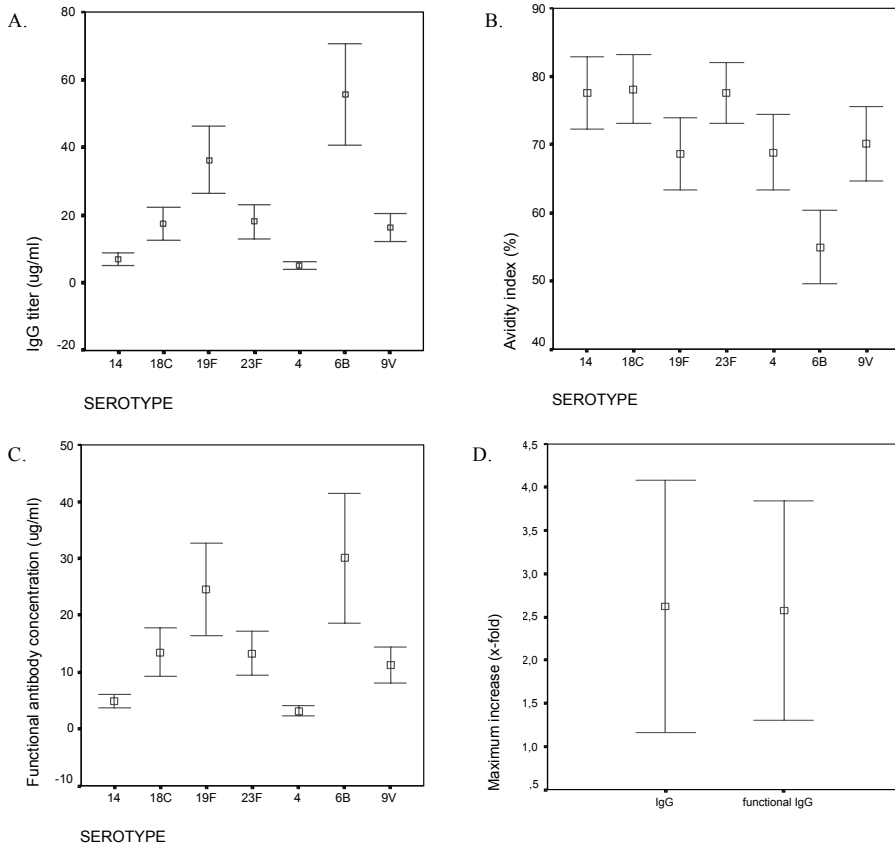 A.
IgG titer (ug/ml)
80
60
40
20
0
-20
14 18C 19F 23F 4 6B 9V
SEROTYPE
B.
Avidity index (%)
90
80
70
60
50
40
14 18C 19F 23F 4 6B 9V
SEROTYPE
C.
Functional antibody concentration (ug/ml)
50
40
30
20
10
0
-10
14 18C 19F 23F 4 6B 9V
SEROTYPE
D.
Maximum increase (x-fold)
4,5
4,0
3,5
3,0
2,5
2,0
1,5
1,0
,5
IgG functional IgG